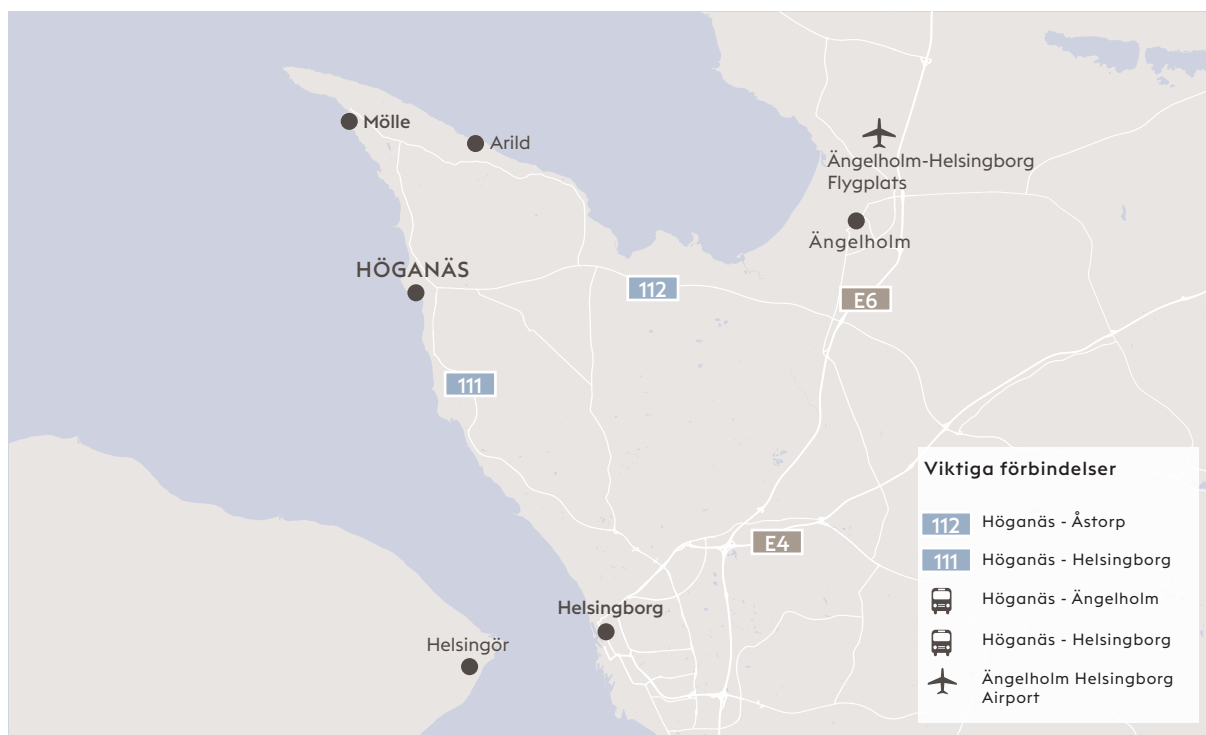 Mölle
Arild
Ängelholm-Helsingborg
Flygplats
Ängelholm
HÖGANÄS
112
E6
111
Viktiga förbindelser
112 Höganäs - Åstorp
111 Höganäs - Helsingborg
Höganäs - Ängelholm
Höganäs - Helsingborg
Ängelholm Helsingborg
Airport
E4
Helsingborg
Helsingör